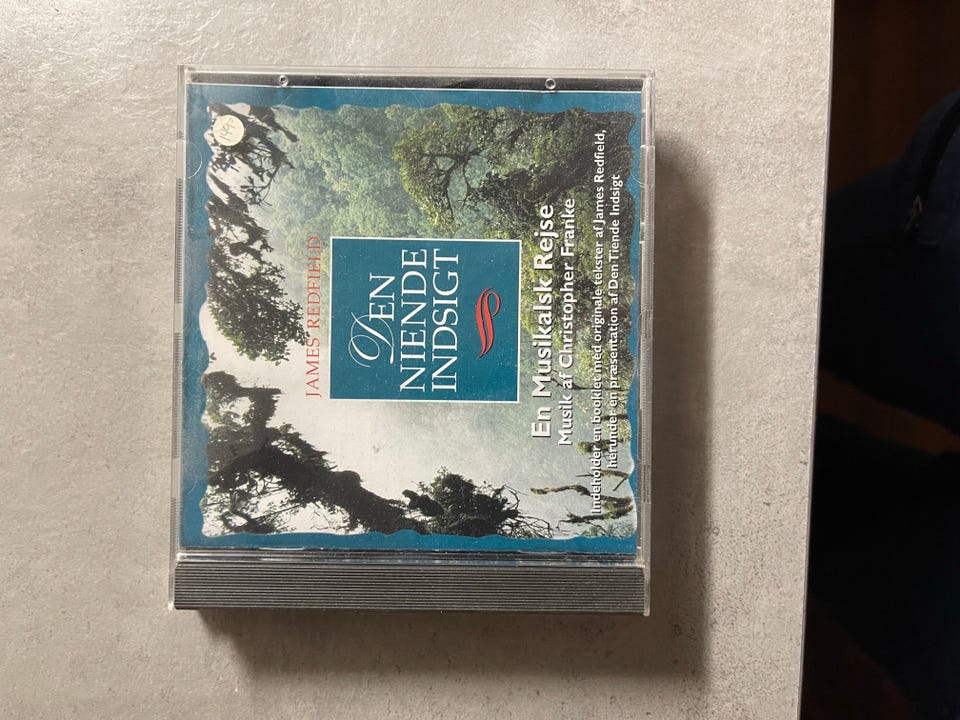 JAMES REDFIELD
DEN
NIENDE
INDSIGT
En Musikalsk Rejse
Musik af Christopher Franke
Indeholder en booklet med originale tekster af James Redfield,
herunder en præsentation af Den Tiende Indsigt
149,-